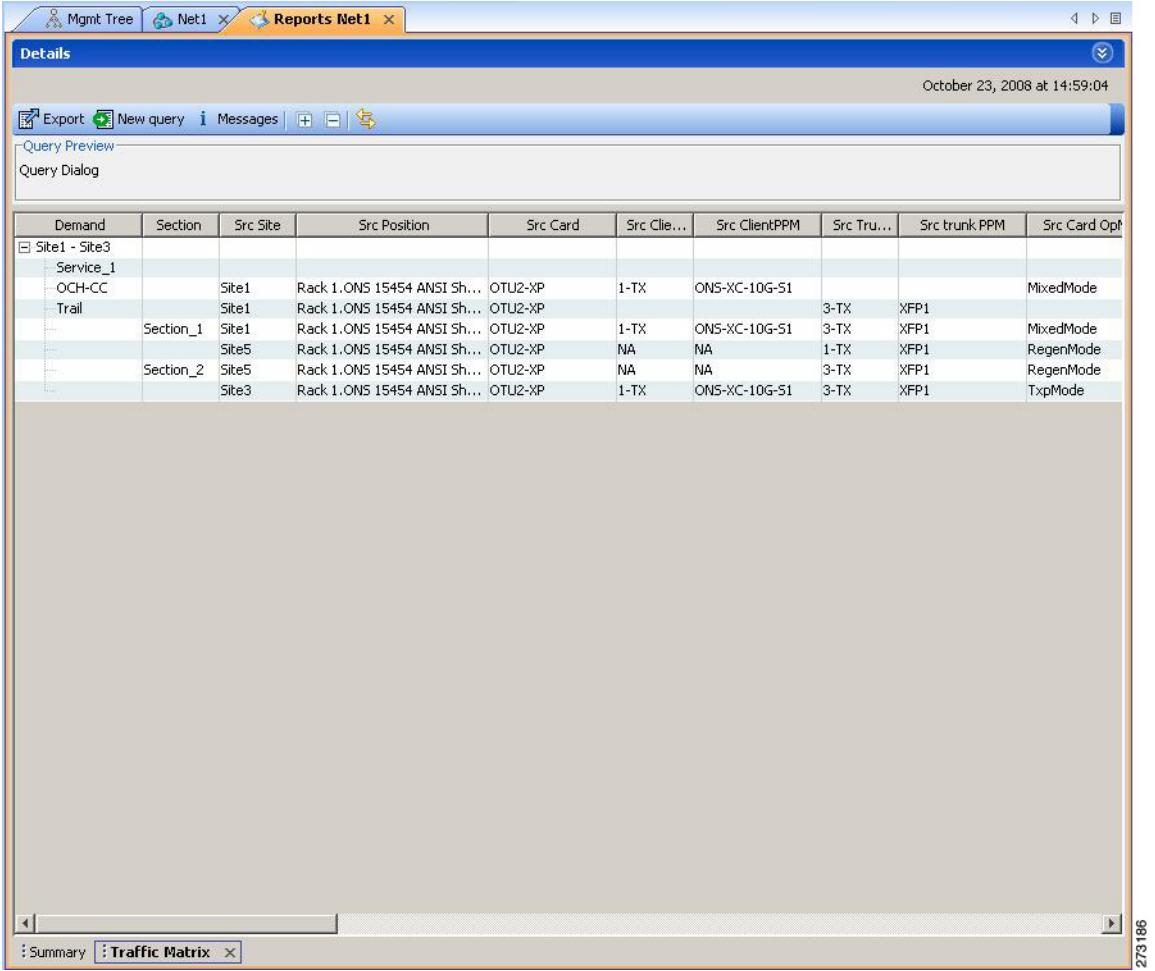 Mgmt Tree Net1 Reports Net1
Details
October 23, 2008 at 14:59:04
Export New query i Messages
Query Preview
Query Dialog
Demand Section Src Site Src Position Src Card Src Clie... Src ClientPPM Src Tru... Src trunk PPM Src Card Op
Site1 - Site3
Service_1
OCH-CC Site1 Rack 1.ONS 15454 ANSI Sh... OTU2-XP 1-TX ONS-XC-10G-S1 MixedMode
Trail Site1 Rack 1.ONS 15454 ANSI Sh... OTU2-XP 3-TX XFP1
Section_1 Site1 Rack 1.ONS 15454 ANSI Sh... OTU2-XP 1-TX ONS-XC-10G-S1 3-TX XFP1 MixedMode
Site5 Rack 1.ONS 15454 ANSI Sh... OTU2-XP NA NA 1-TX XFP1 RegenMode
Section_2 Site5 Rack 1.ONS 15454 ANSI Sh... OTU2-XP NA NA 3-TX XFP1 RegenMode
Site3 Rack 1.ONS 15454 ANSI Sh... OTU2-XP 1-TX ONS-XC-10G-S1 3-TX XFP1 TxpMode
Summary Traffic Matrix
273186